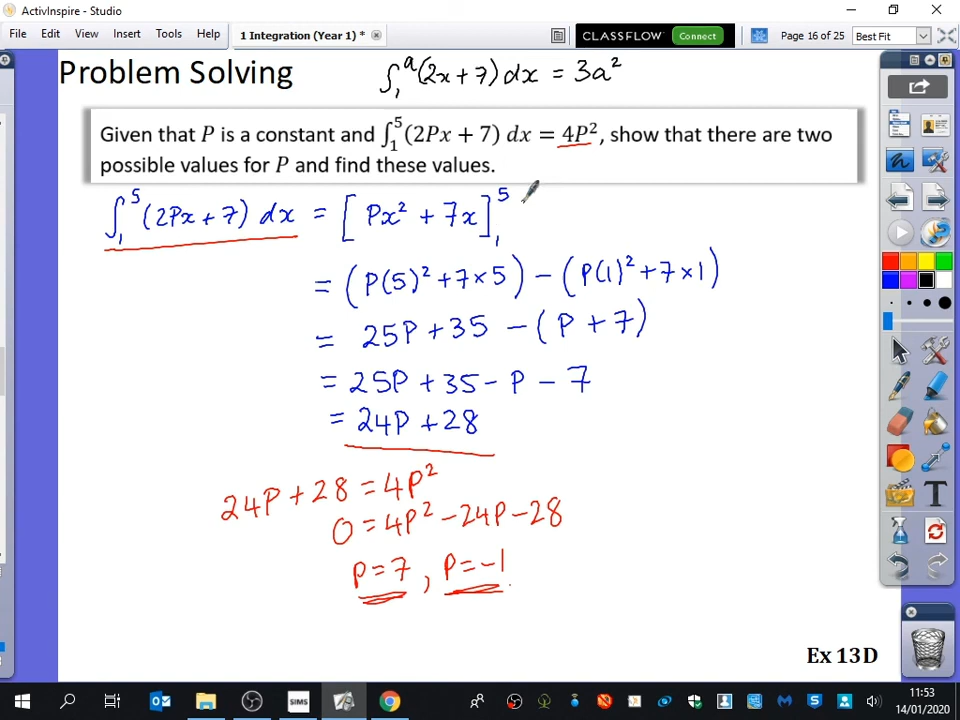 ActivInspire - Studio
File Edit View Insert Tools Help
1 Integration (Year 1) *
CLASSFLOW Connect
Page 16 of 25
Best Fit
Problem Solving
∫₁ᵃ(2x+7)dx = 3a²
Given that P is a constant and ∫₁⁵(2Px + 7) dx = 4P², show that there are two
possible values for P and find these values.
∫₁⁵(2Px+7) dx = [Px² + 7x]₁⁵
= (P(5)²+7×5) − (P(1)²+7×1)
= 25P+35 − (P+7)
= 25P+35−P−7
= 24P+28
24P+28=4P²
0=4P²−24P−28
P=7, P=−1
Ex 13D
SIMS
11:53
14/01/2020